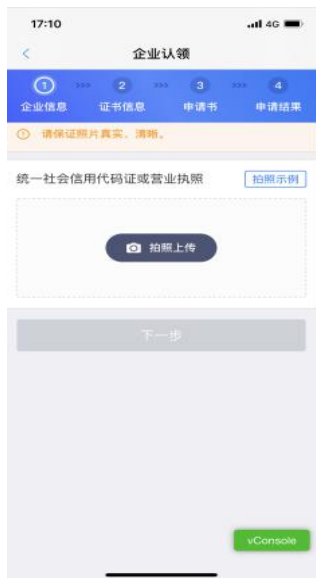 17:10 4G
企业认领
1 2 3 4
企业信息 证书信息 申请书 申请结果
请保证照片真实、清晰。
统一社会信用代码证或营业执照 拍照示例
拍照上传
下一步
vConsole